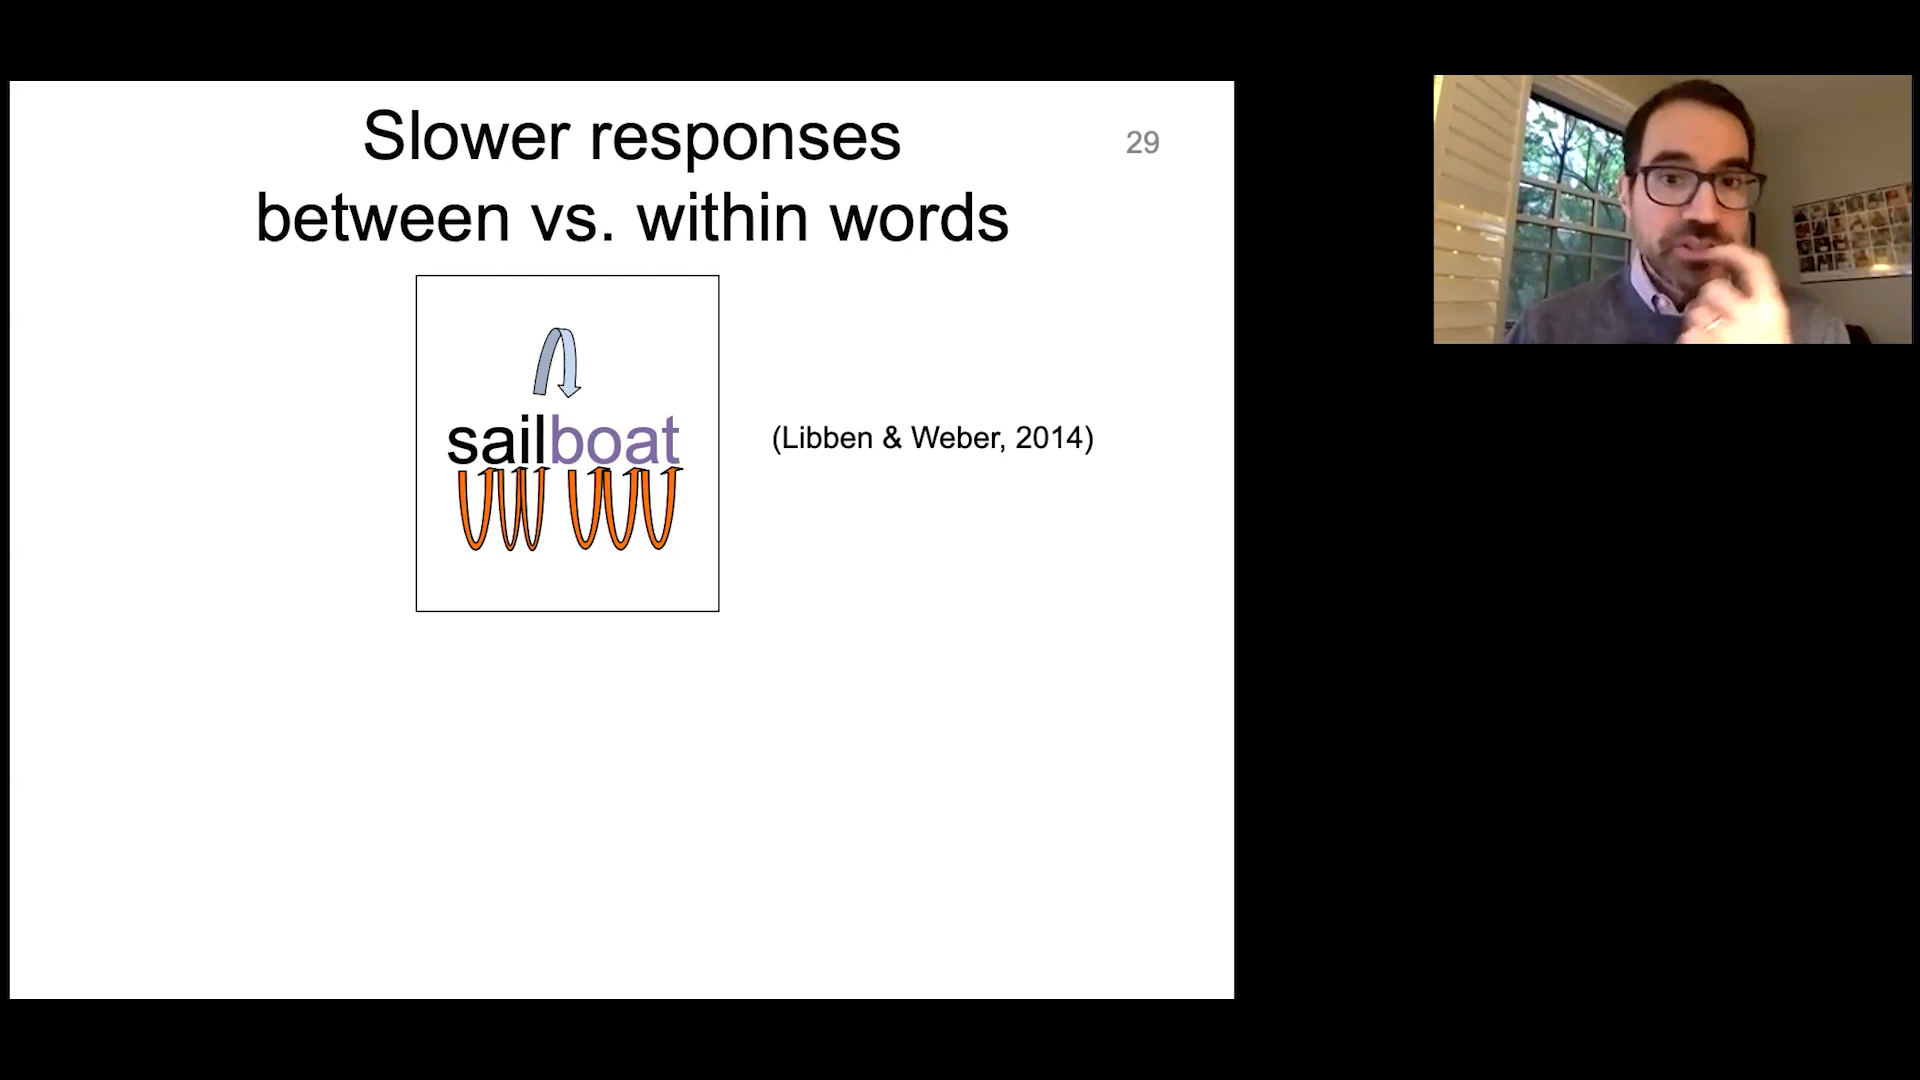 Slower responses
between vs. within words
29
sailboat
(Libben & Weber, 2014)